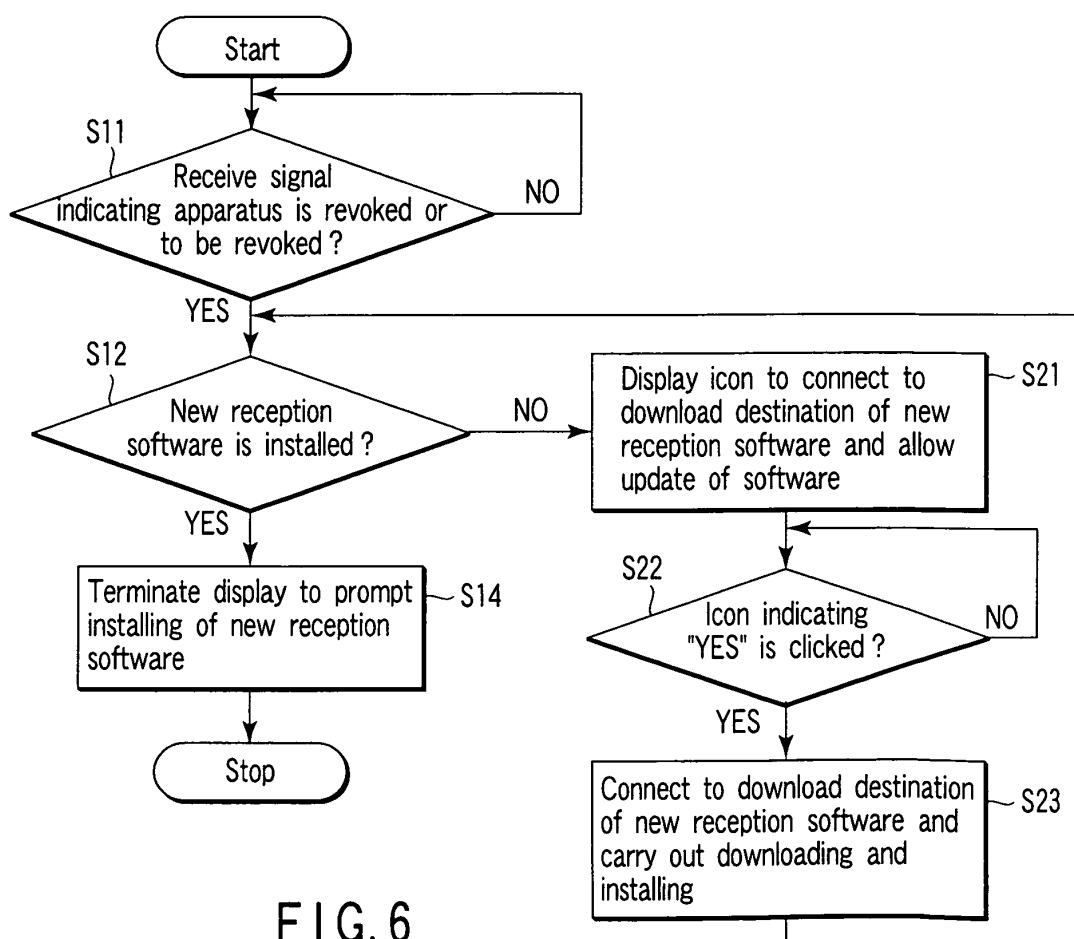 Start
S11
Receive signal
indicating apparatus is revoked or
to be revoked ?
NO
YES
S12
New reception
software is installed ?
NO
YES
Display icon to connect to
download destination of new
reception software and allow
update of software
S21
S22
Icon indicating
"YES" is clicked ?
NO
YES
Terminate display to prompt
installing of new reception
software
S14
Stop
Connect to download destination
of new reception software and
carry out downloading and
installing
S23
FIG. 6